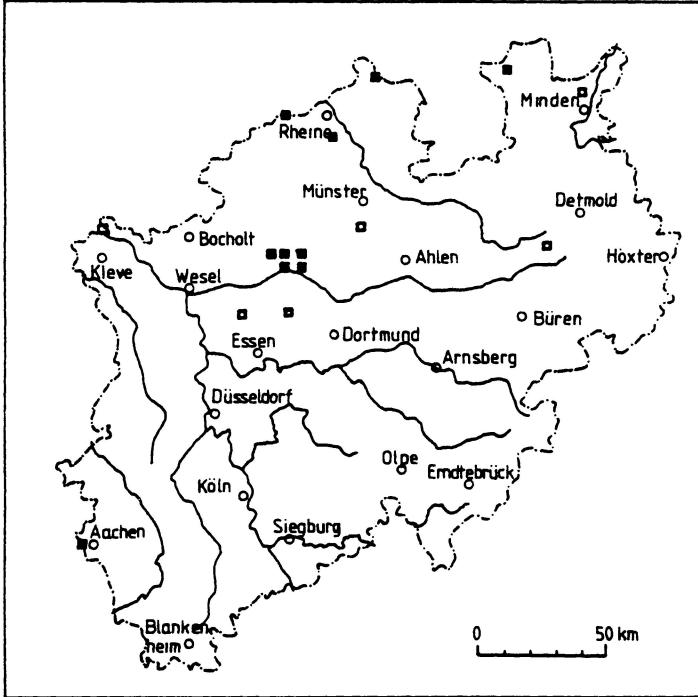 Minden
Rheine
Münster
Detmold
Bocholt
Ahlen
Höxter
Kleve
Wesel
Büren
Dortmund
Essen
Arnsberg
Düsseldorf
Olpe
Erndtebrück
Köln
Siegburg
Aachen
Blanken
heim
0 50 km